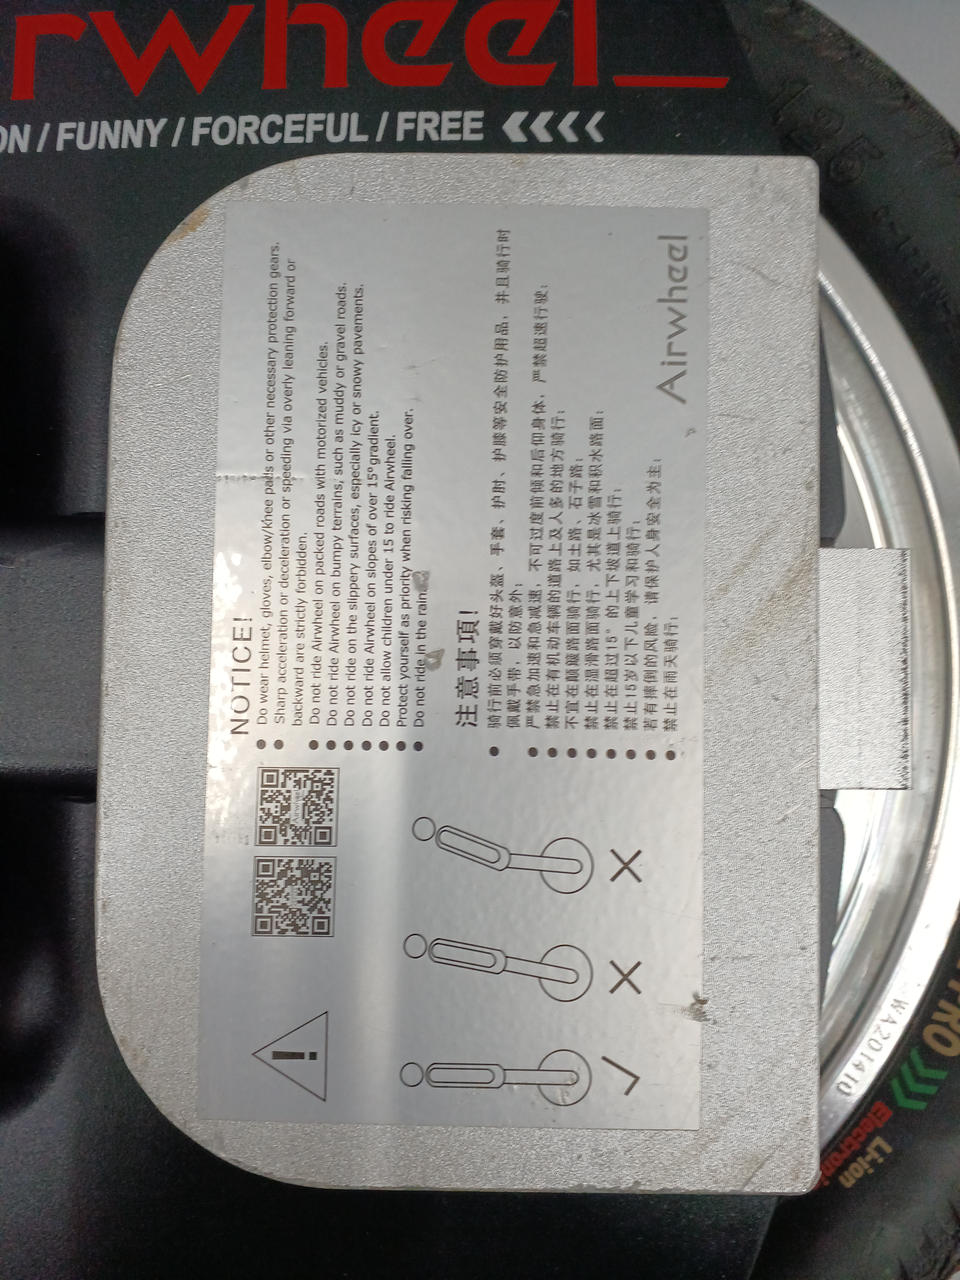 rwheel_
ON / FUNNY / FORCEFUL / FREE
NOTICE!
● Do wear helmet, gloves, elbow/knee pads or other necessary protection gears.
● Sharp acceleration or deceleration or speeding via overly leaning forward or
backward are strictly forbidden.
● Do not ride Airwheel on packed roads with motorized vehicles.
● Do not ride Airwheel on bumpy terrains, such as muddy or gravel roads.
● Do not ride on the slippery surfaces, especially icy or snowy pavements.
● Do not ride Airwheel on slopes of over 15°gradient.
● Do not allow children under 15 to ride Airwheel.
● Protect yourself as priority when risking falling over.
● Do not ride in the rain
注意事項!
● 骑行前必须穿戴好头盔、手套、护肘、护膝等安全防护用品，并且骑行时
佩戴手带，以防意外；
● 严禁急加速和急减速，不可过度前倾和后仰身体，严禁超速行驶；
● 禁止在有机动车辆的道路上及人多的地方骑行；
● 不宜在颠簸路面骑行，如土路、石子路；
● 禁止在湿滑路面骑行，尤其是冰雪和积水路面；
● 禁止在超过15°的上下坡道上骑行；
● 禁止15岁以下儿童学习和骑行；
● 若有摔倒的风险，请保护人身安全为主；
● 禁止在雨天骑行；
Airwheel
WA201410
PRO
Li-ion
Electron